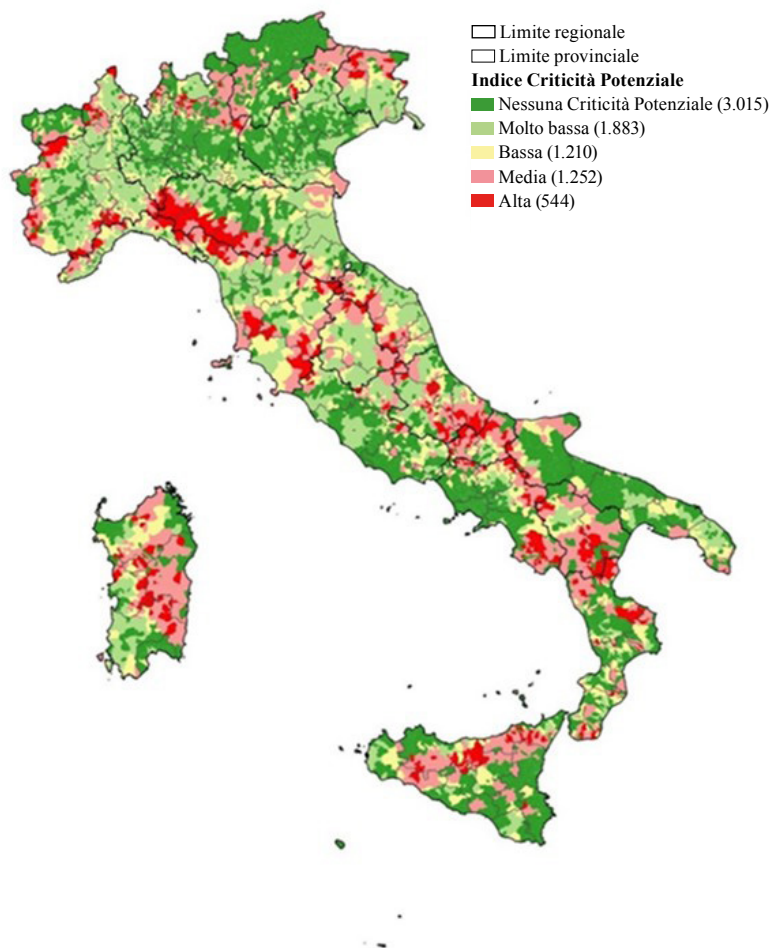 Limite regionale
Limite provinciale
Indice Criticità Potenziale
Nessuna Criticità Potenziale (3.015)
Molto bassa (1.883)
Bassa (1.210)
Media (1.252)
Alta (544)